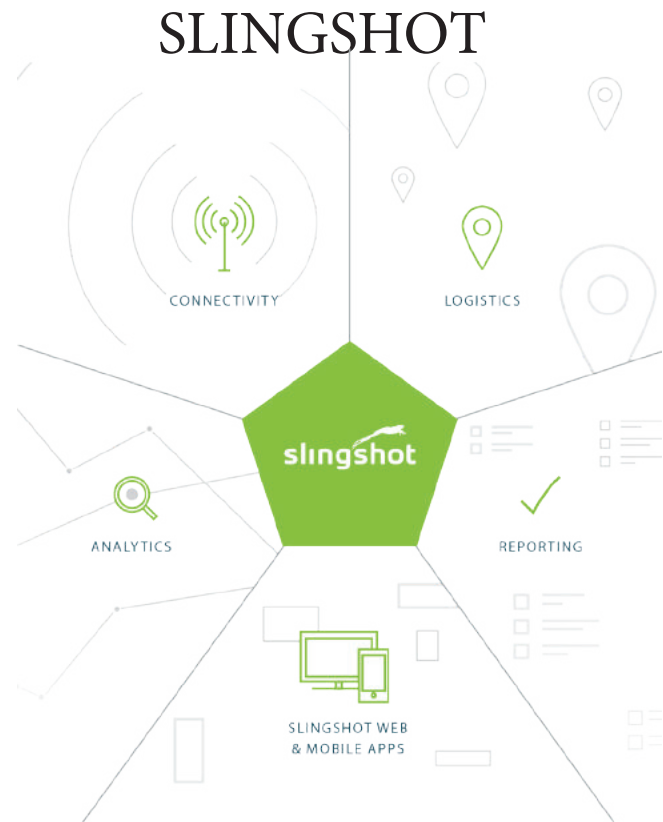 SLINGSHOT
CONNECTIVITY
LOGISTICS
slingshot
ANALYTICS
REPORTING
SLINGSHOT WEB
& MOBILE APPS